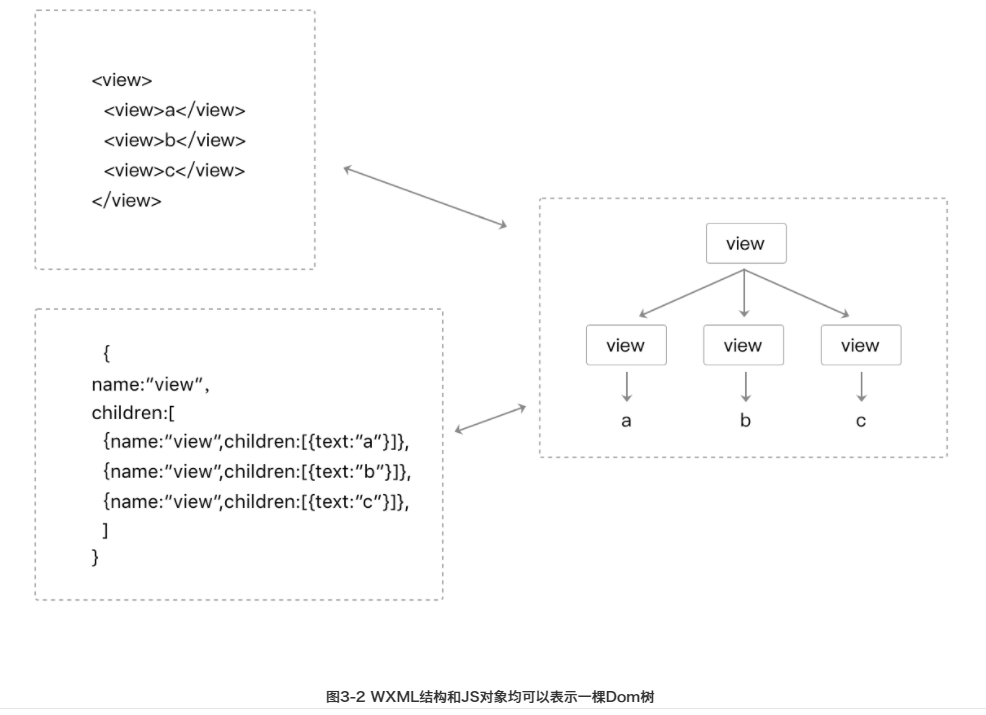 <view>
<view>a</view>
<view>b</view>
<view>c</view>
</view>
{
name:"view",
children:[
{name:"view",children:[{text:"a"}]},
{name:"view",children:[{text:"b"}]},
{name:"view",children:[{text:"c"}]},
]
}
view
view view view
a b c
图3-2 WXML结构和JS对象均可以表示一棵Dom树